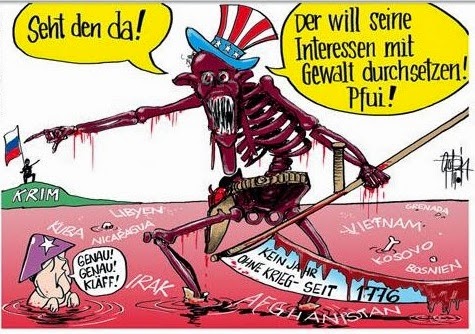 Seht den da!
Der will seine
Interessen mit
Gewalt durchsetzen!
Pfui!
KRIM
KUBA
LIBYEN
NICARAGUA
GRENADA
VIETNAM
KOSOVO
BOSNIEN
GENAU!
GENAU!
KLÄFF!
IRAK
KEIN JAHR
OHNE KRIEG - SEIT
1776
AFGHANISTAN